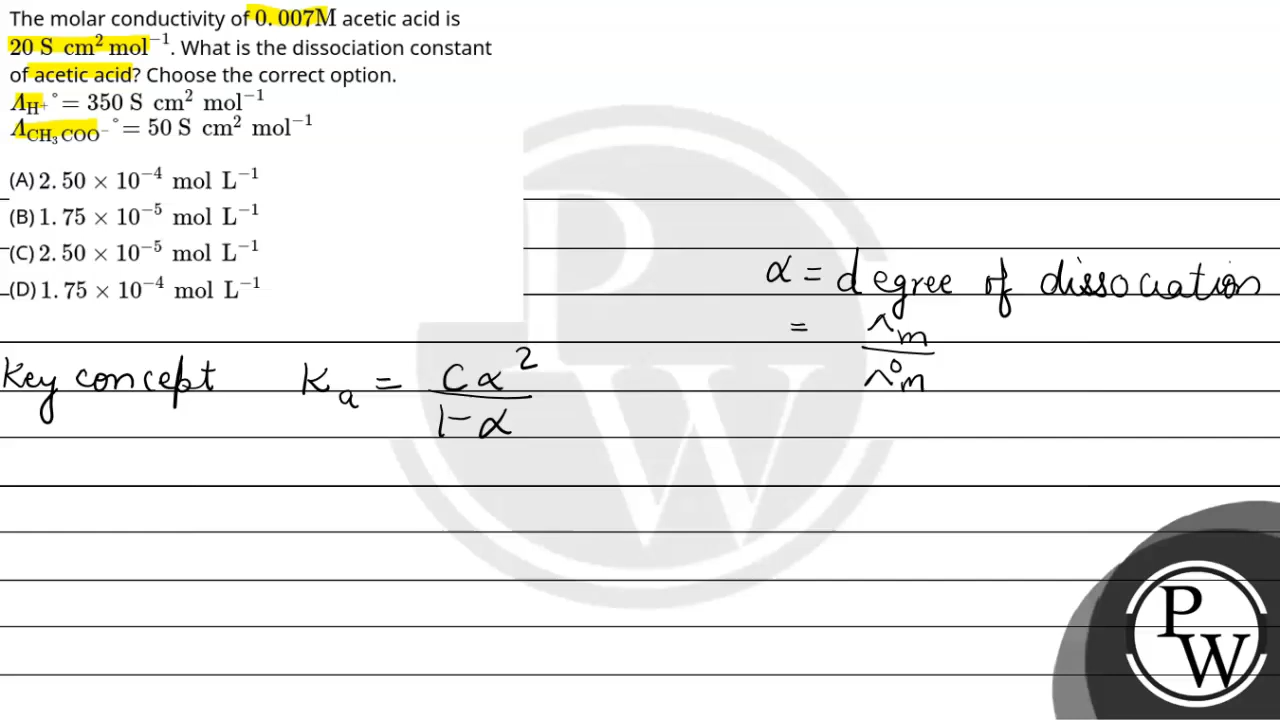 The molar conductivity of 0.007M acetic acid is
20 S cm² mol⁻¹. What is the dissociation constant
of acetic acid? Choose the correct option.
Λ_H⁺° = 350 S cm² mol⁻¹
Λ_CH₃COO⁻° = 50 S cm² mol⁻¹
(A) 2.50 × 10⁻⁴ mol L⁻¹
(B) 1.75 × 10⁻⁵ mol L⁻¹
(C) 2.50 × 10⁻⁵ mol L⁻¹
(D) 1.75 × 10⁻⁴ mol L⁻¹
α = degree of dissociation
= Λm / Λ°m
Key concept Ka = Cα² / 1-α
PW
PW